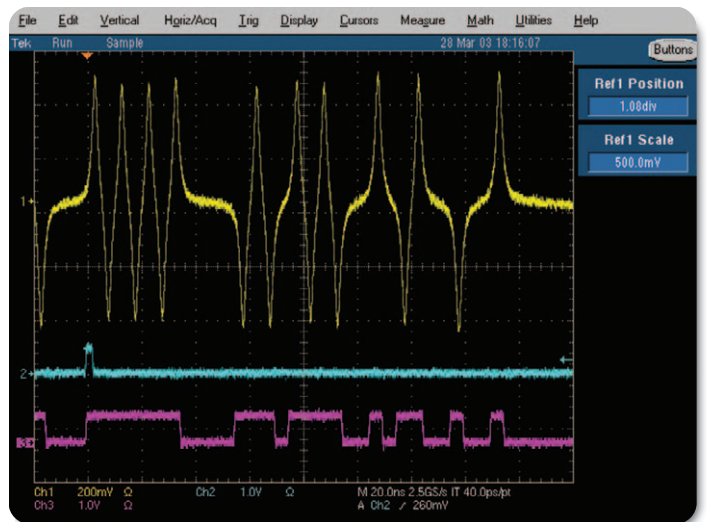 File Edit Vertical Horiz/Acq Trig Display Cursors Measure Math Utilities Help
Tek Run Sample 28 Mar 03 18:16:07
Buttons
Ref1 Position
1.08div
Ref1 Scale
500.0mV
1
2
Ch1 200mV Ω Ch2 1.0V Ω M 20.0ns 2.5GS/s IT 40.0ps/pt
Ch3 1.0V Ω A Ch2 / 260mV